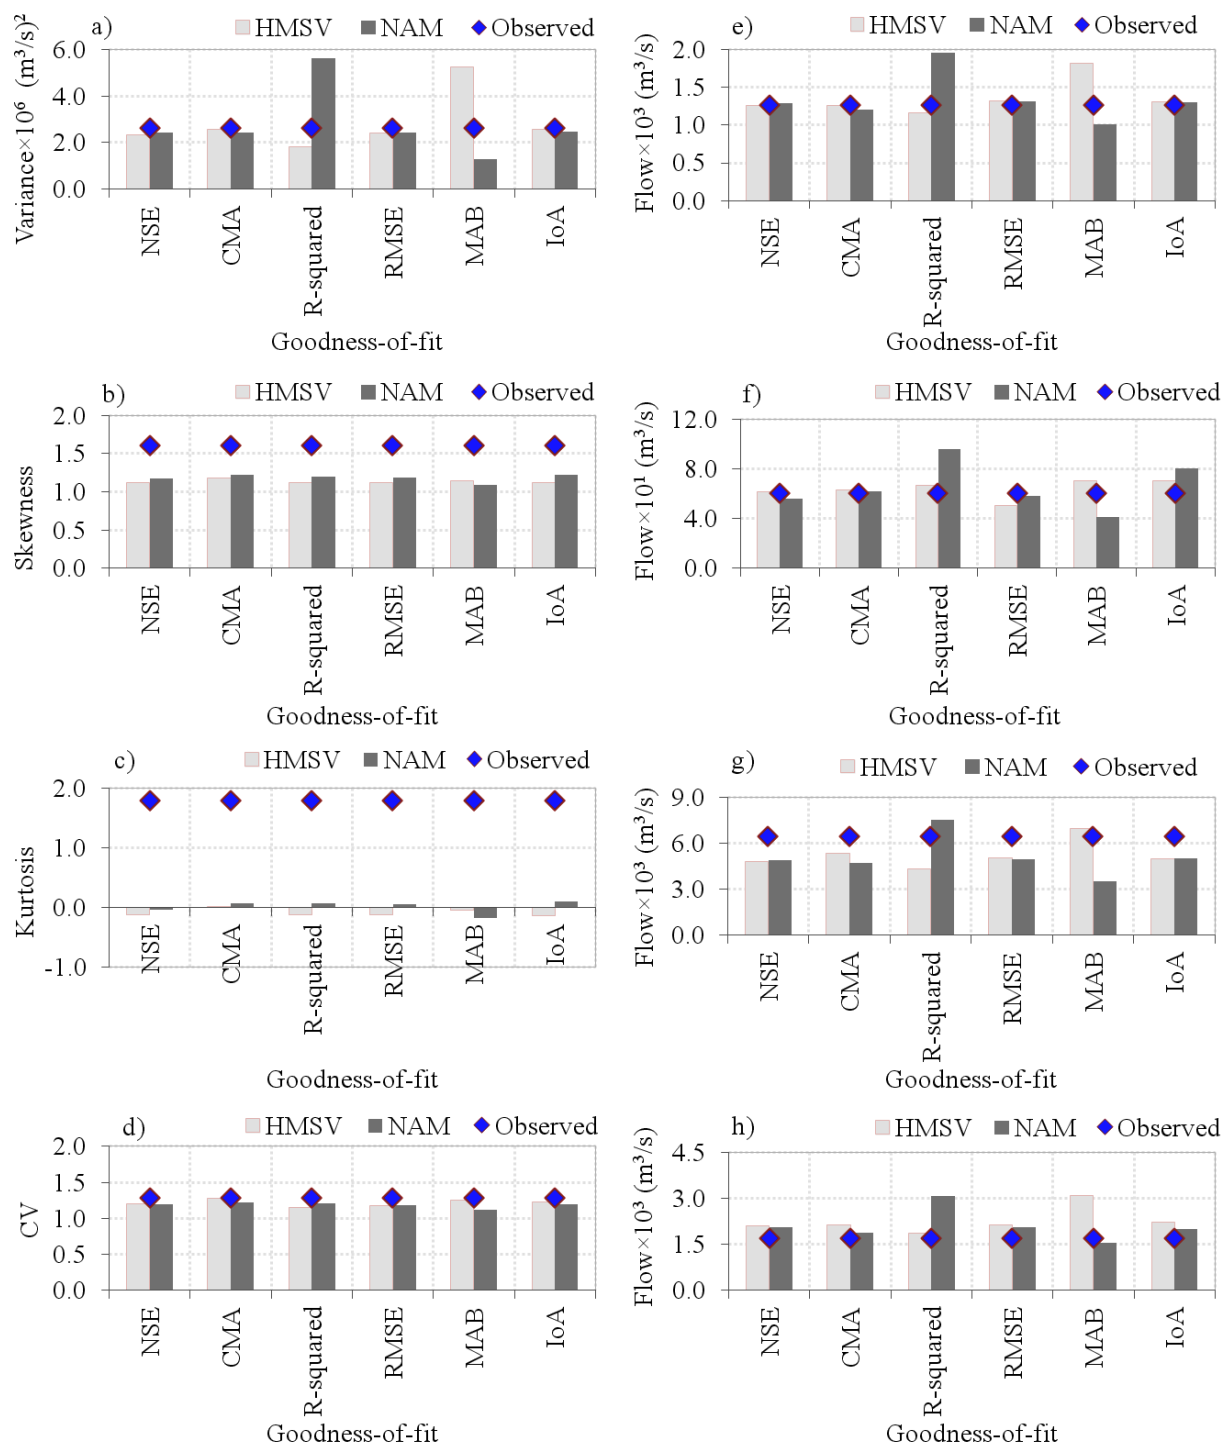 a)
HMSV NAM Observed
Variance×10⁶ (m³/s)²
6.0
4.0
2.0
0.0
NSE
CMA
R-squared
RMSE
MAB
IoA
Goodness-of-fit
b)
HMSV NAM Observed
Skewness
2.0
1.5
1.0
0.5
0.0
NSE
CMA
R-squared
RMSE
MAB
IoA
Goodness-of-fit
c)
HMSV NAM Observed
Kurtosis
2.0
1.0
0.0
-1.0
NSE
CMA
R-squared
RMSE
MAB
IoA
Goodness-of-fit
d)
HMSV NAM Observed
CV
2.0
1.5
1.0
0.5
0.0
NSE
CMA
R-squared
RMSE
MAB
IoA
Goodness-of-fit
e)
HMSV NAM Observed
Flow×10³ (m³/s)
2.0
1.5
1.0
0.5
0.0
NSE
CMA
R-squared
RMSE
MAB
IoA
Goodness-of-fit
f)
HMSV NAM Observed
Flow×10¹ (m³/s)
12.0
8.0
4.0
0.0
NSE
CMA
R-squared
RMSE
MAB
IoA
Goodness-of-fit
g)
HMSV NAM Observed
Flow×10³ (m³/s)
9.0
6.0
3.0
0.0
NSE
CMA
R-squared
RMSE
MAB
IoA
Goodness-of-fit
h)
HMSV NAM Observed
Flow×10³ (m³/s)
4.5
3.0
1.5
0.0
NSE
CMA
R-squared
RMSE
MAB
IoA
Goodness-of-fit